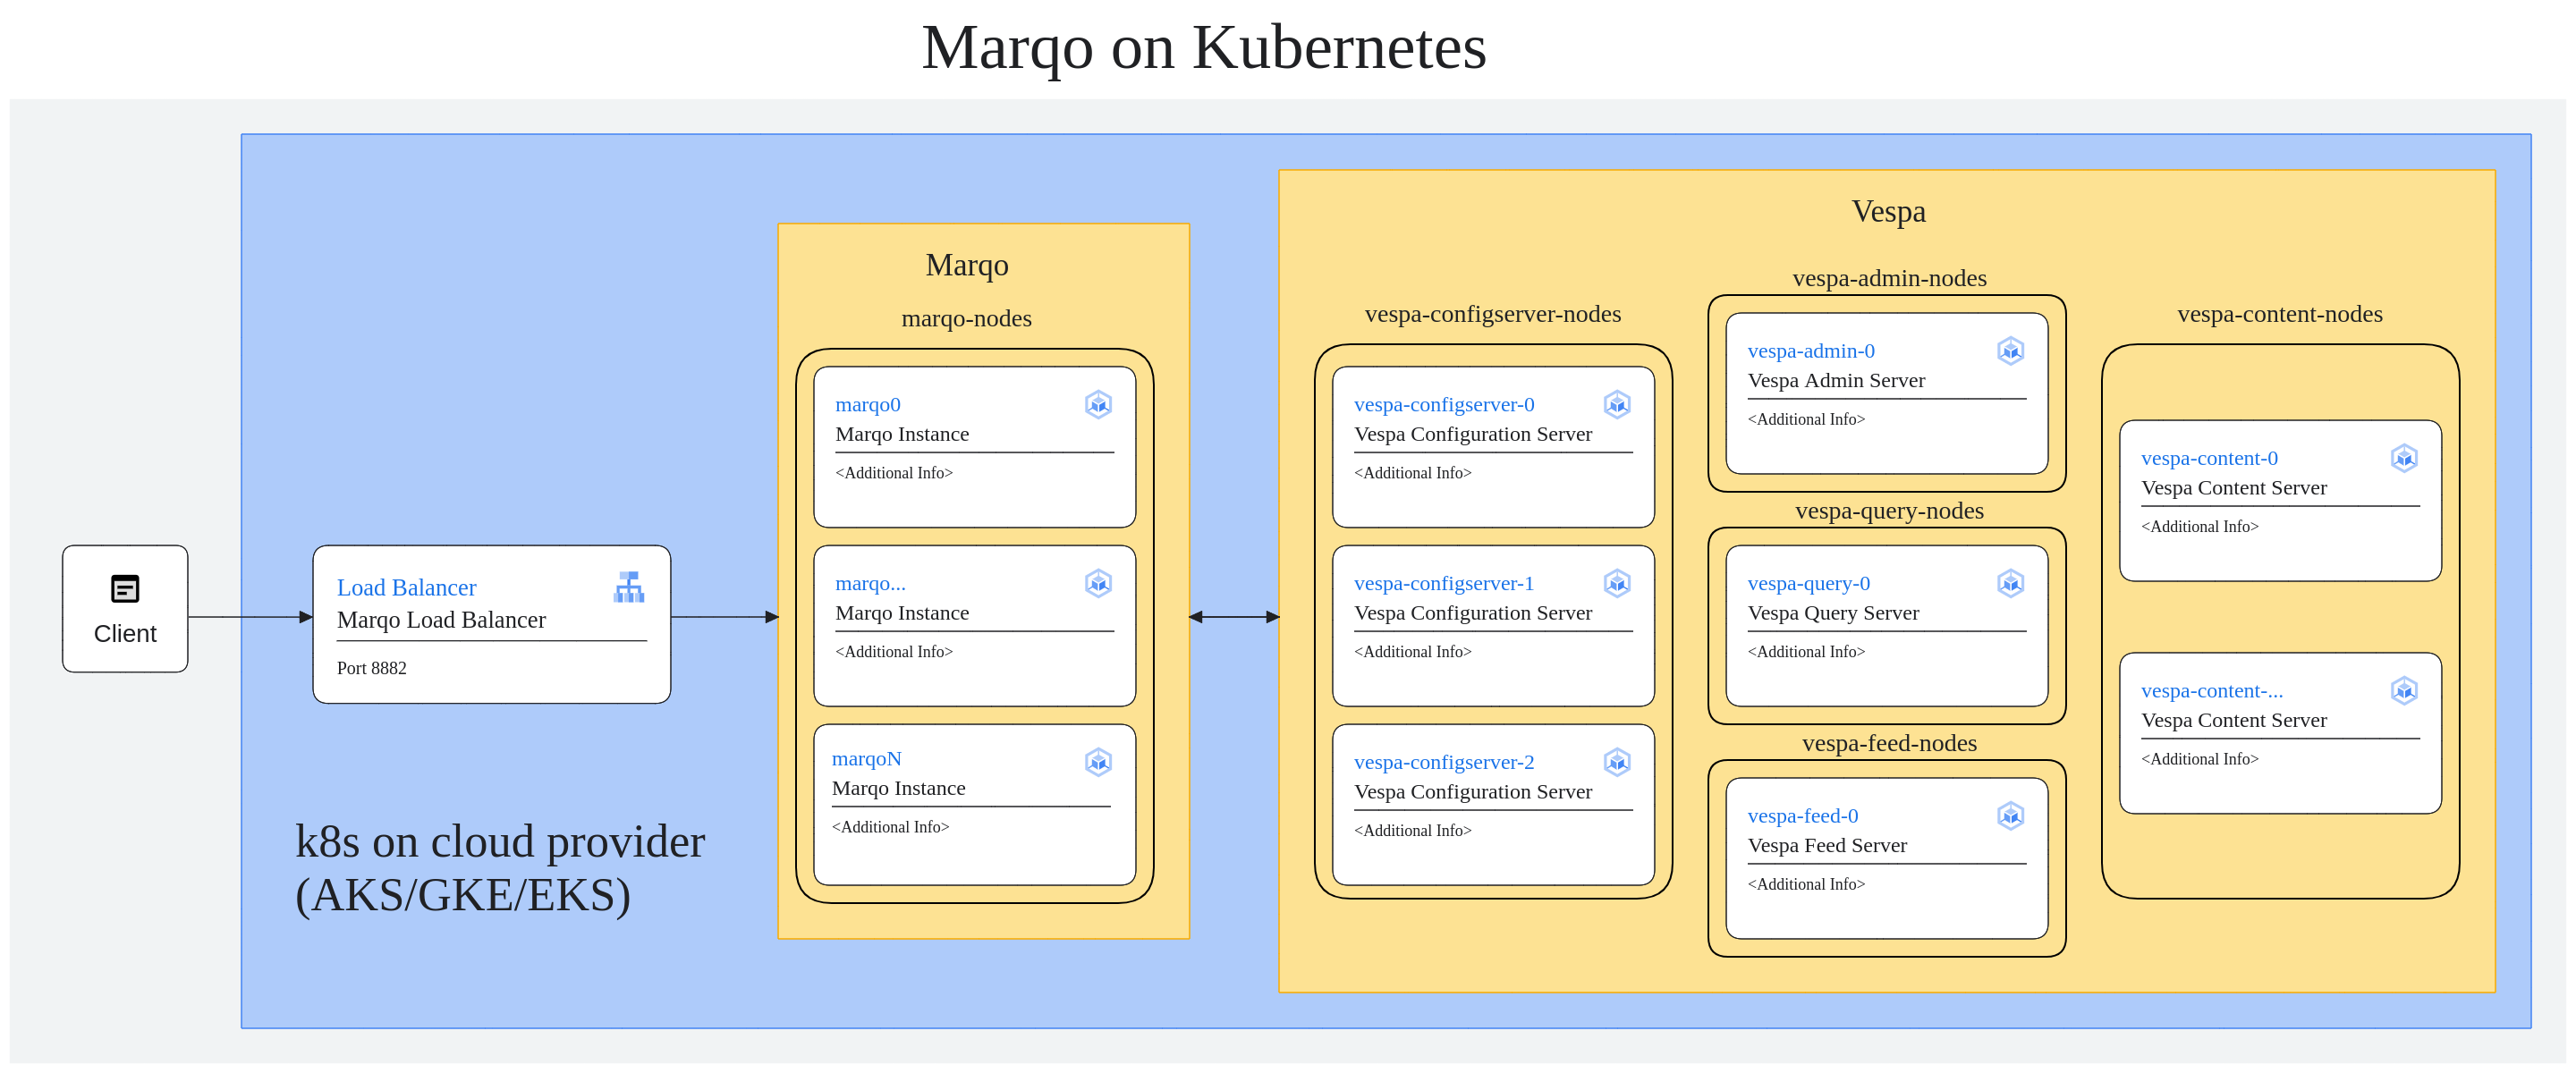 Marqo on Kubernetes
Client
Load Balancer
Marqo Load Balancer
Port 8882
k8s on cloud provider
(AKS/GKE/EKS)
Marqo
marqo-nodes
marqo0
Marqo Instance
<Additional Info>
marqo...
Marqo Instance
<Additional Info>
marqoN
Marqo Instance
<Additional Info>
Vespa
vespa-configserver-nodes
vespa-configserver-0
Vespa Configuration Server
<Additional Info>
vespa-configserver-1
Vespa Configuration Server
<Additional Info>
vespa-configserver-2
Vespa Configuration Server
<Additional Info>
vespa-admin-nodes
vespa-admin-0
Vespa Admin Server
<Additional Info>
vespa-query-nodes
vespa-query-0
Vespa Query Server
<Additional Info>
vespa-feed-nodes
vespa-feed-0
Vespa Feed Server
<Additional Info>
vespa-content-nodes
vespa-content-0
Vespa Content Server
<Additional Info>
vespa-content-...
Vespa Content Server
<Additional Info>